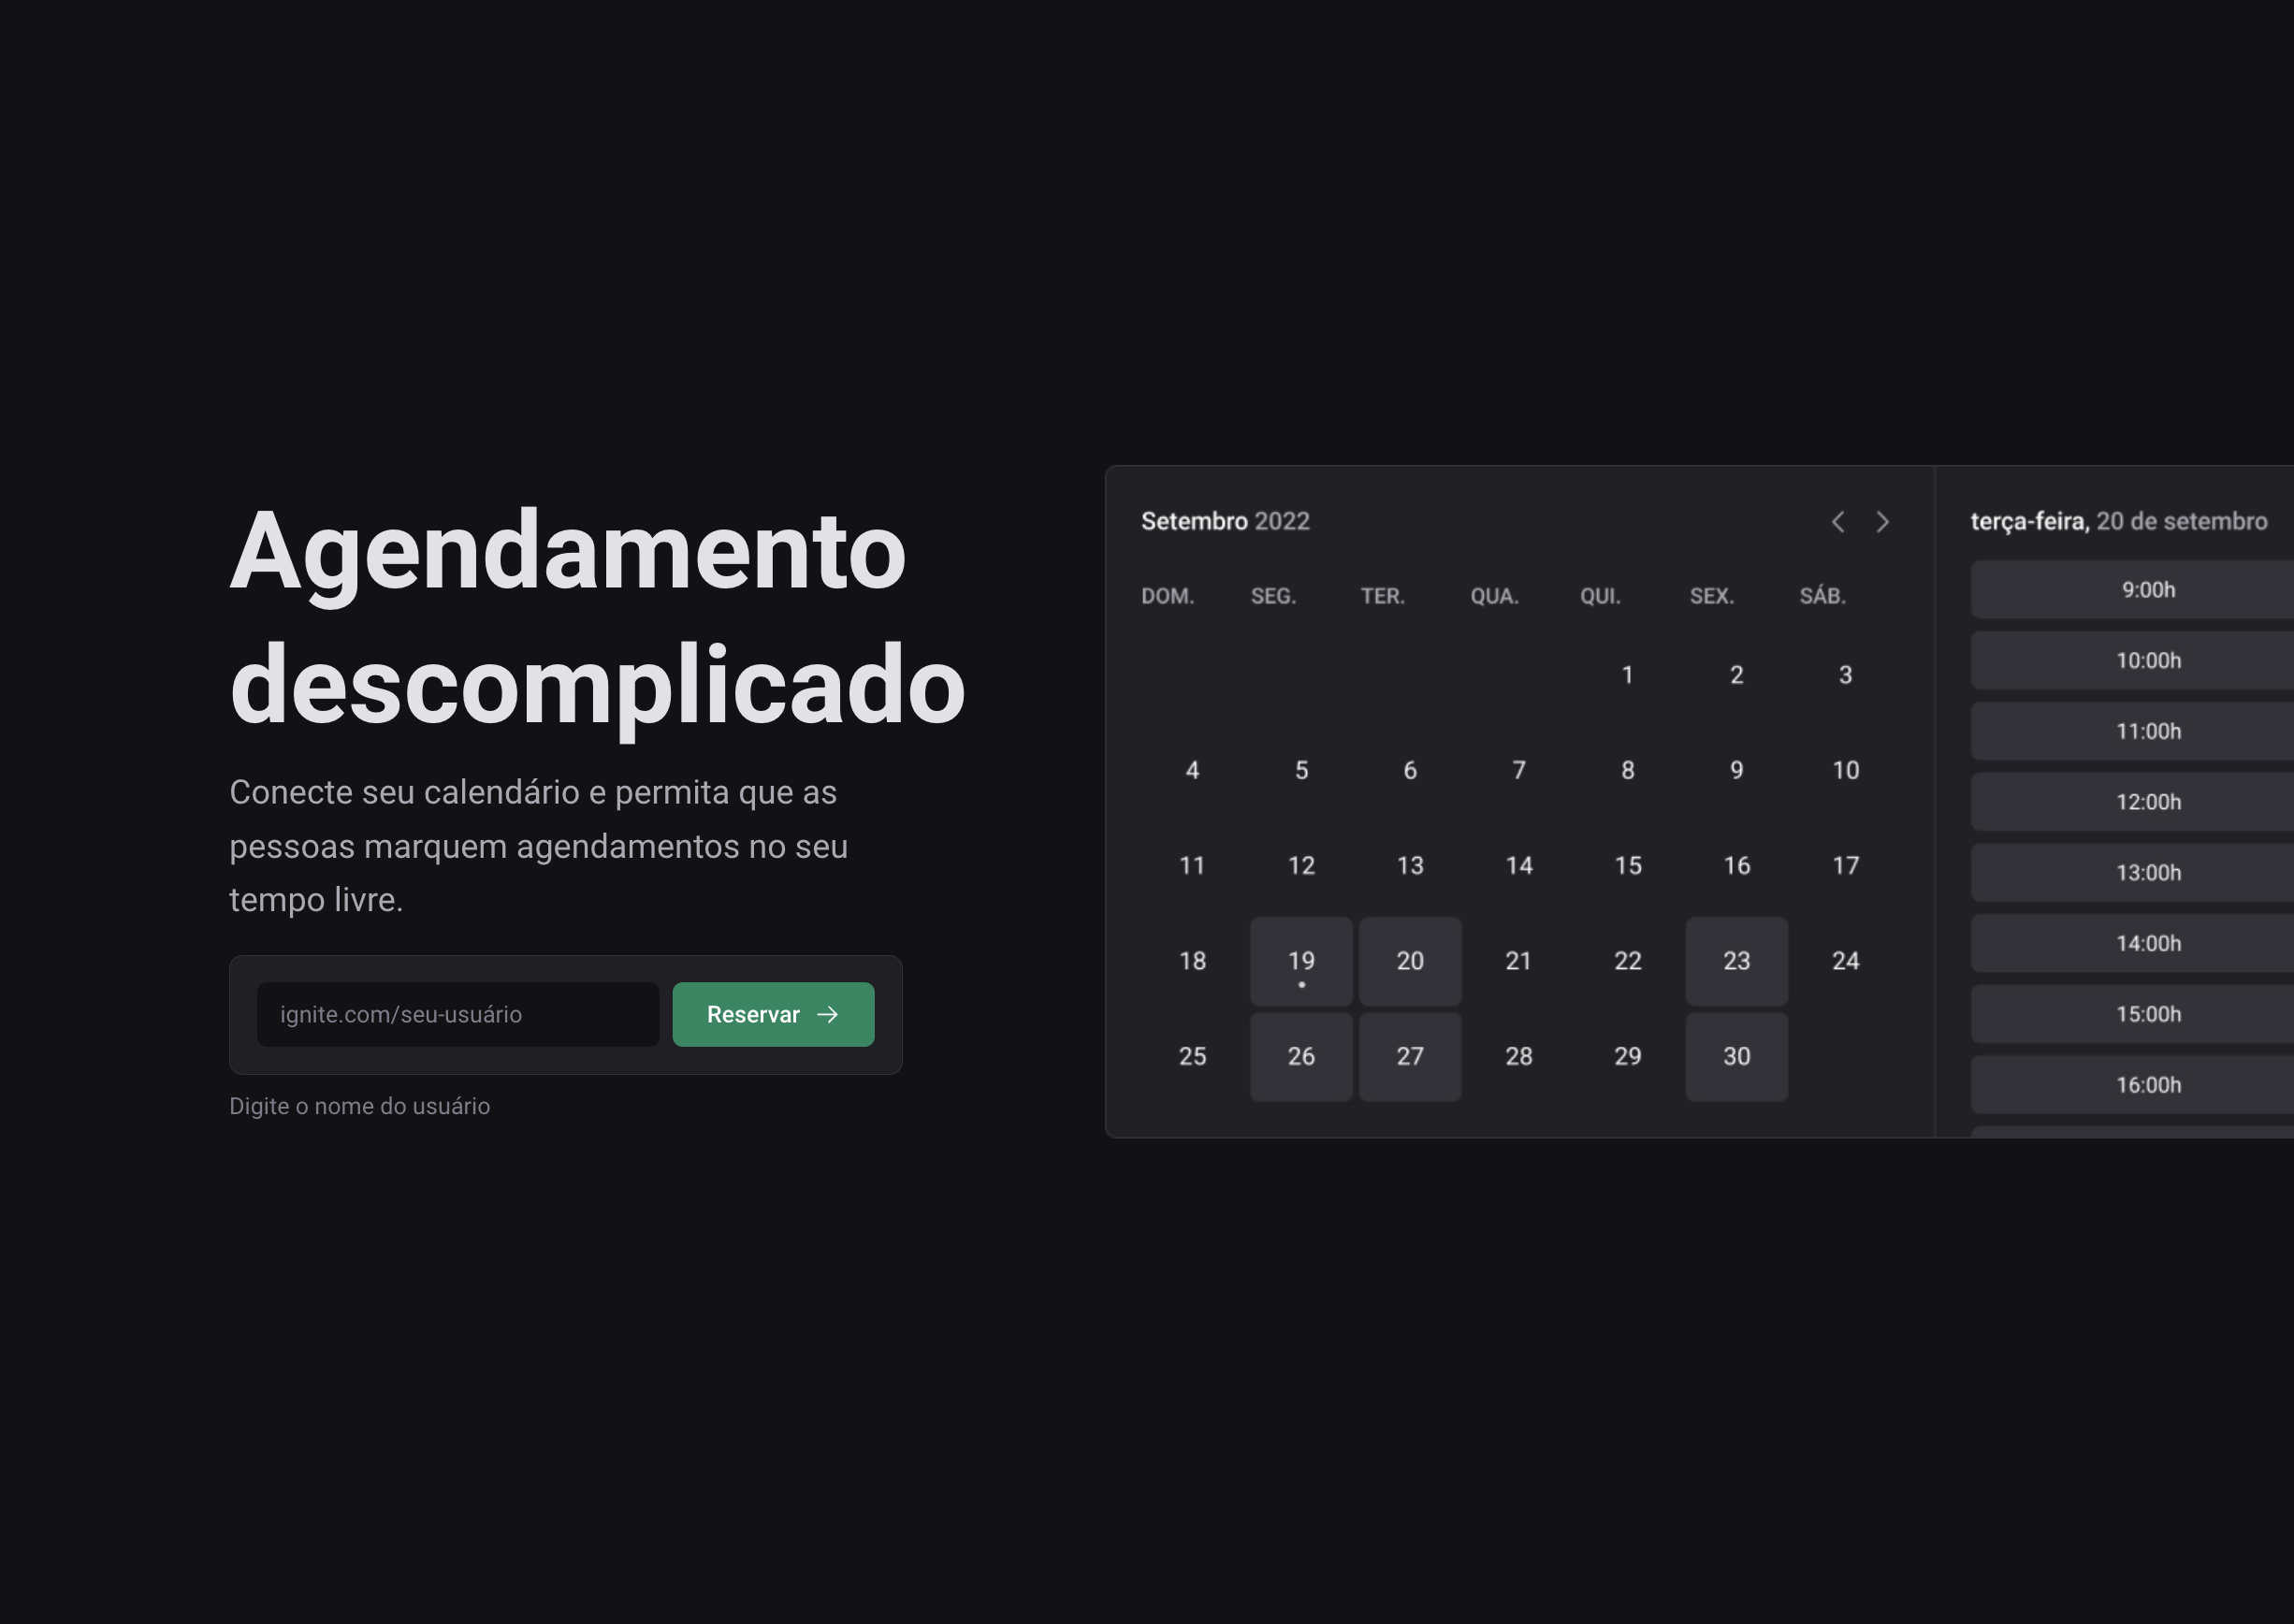 Agendamento
descomplicado
Conecte seu calendário e permita que as
pessoas marquem agendamentos no seu
tempo livre.
ignite.com/seu-usuário
Reservar
Digite o nome do usuário
Setembro 2022
DOM. SEG. TER. QUA. QUI. SEX. SÁB.
1 2 3
4 5 6 7 8 9 10
11 12 13 14 15 16 17
18 19 20 21 22 23 24
25 26 27 28 29 30
terça-feira, 20 de setembro
9:00h
10:00h
11:00h
12:00h
13:00h
14:00h
15:00h
16:00h